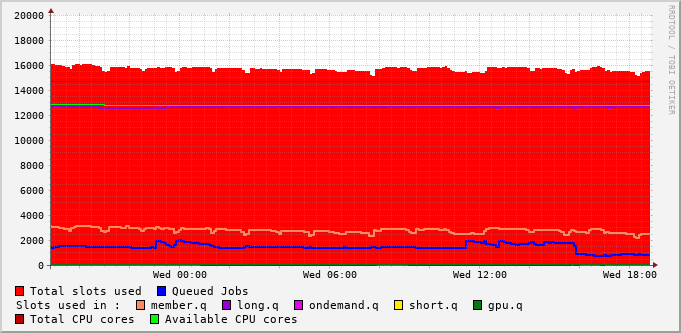 20000
18000
16000
14000
12000
10000
8000
6000
4000
2000
0
Wed 00:00 Wed 06:00 Wed 12:00 Wed 18:00
RRDTOOL / TOBI OETIKER
Total slots used Queued Jobs
Slots used in : member.q long.q ondemand.q short.q gpu.q
Total CPU cores Available CPU cores